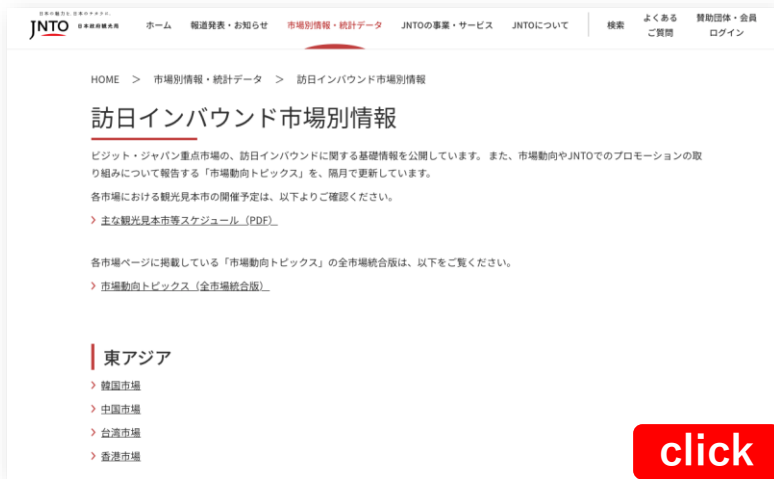 日本の魅力を、日本のチカラに。
JNTO 日本政府観光局
ホーム 報道発表・お知らせ 市場別情報・統計データ JNTOの事業・サービス JNTOについて 検索 よくある ご質問 賛助団体・会員 ログイン
HOME ＞ 市場別情報・統計データ ＞ 訪日インバウンド市場別情報
訪日インバウンド市場別情報
ビジット・ジャパン重点市場の、訪日インバウンドに関する基礎情報を公開しています。 また、市場動向やJNTOでのプロモーションの取
り組みについて報告する「市場動向トピックス」を、隔月で更新しています。
各市場における観光見本市の開催予定は、以下よりご確認ください。
主な観光見本市等スケジュール（PDF）
各市場ページに掲載している「市場動向トピックス」の全市場統合版は、以下をご覧ください。
市場動向トピックス（全市場統合版）
東アジア
韓国市場
中国市場
台湾市場
香港市場
click